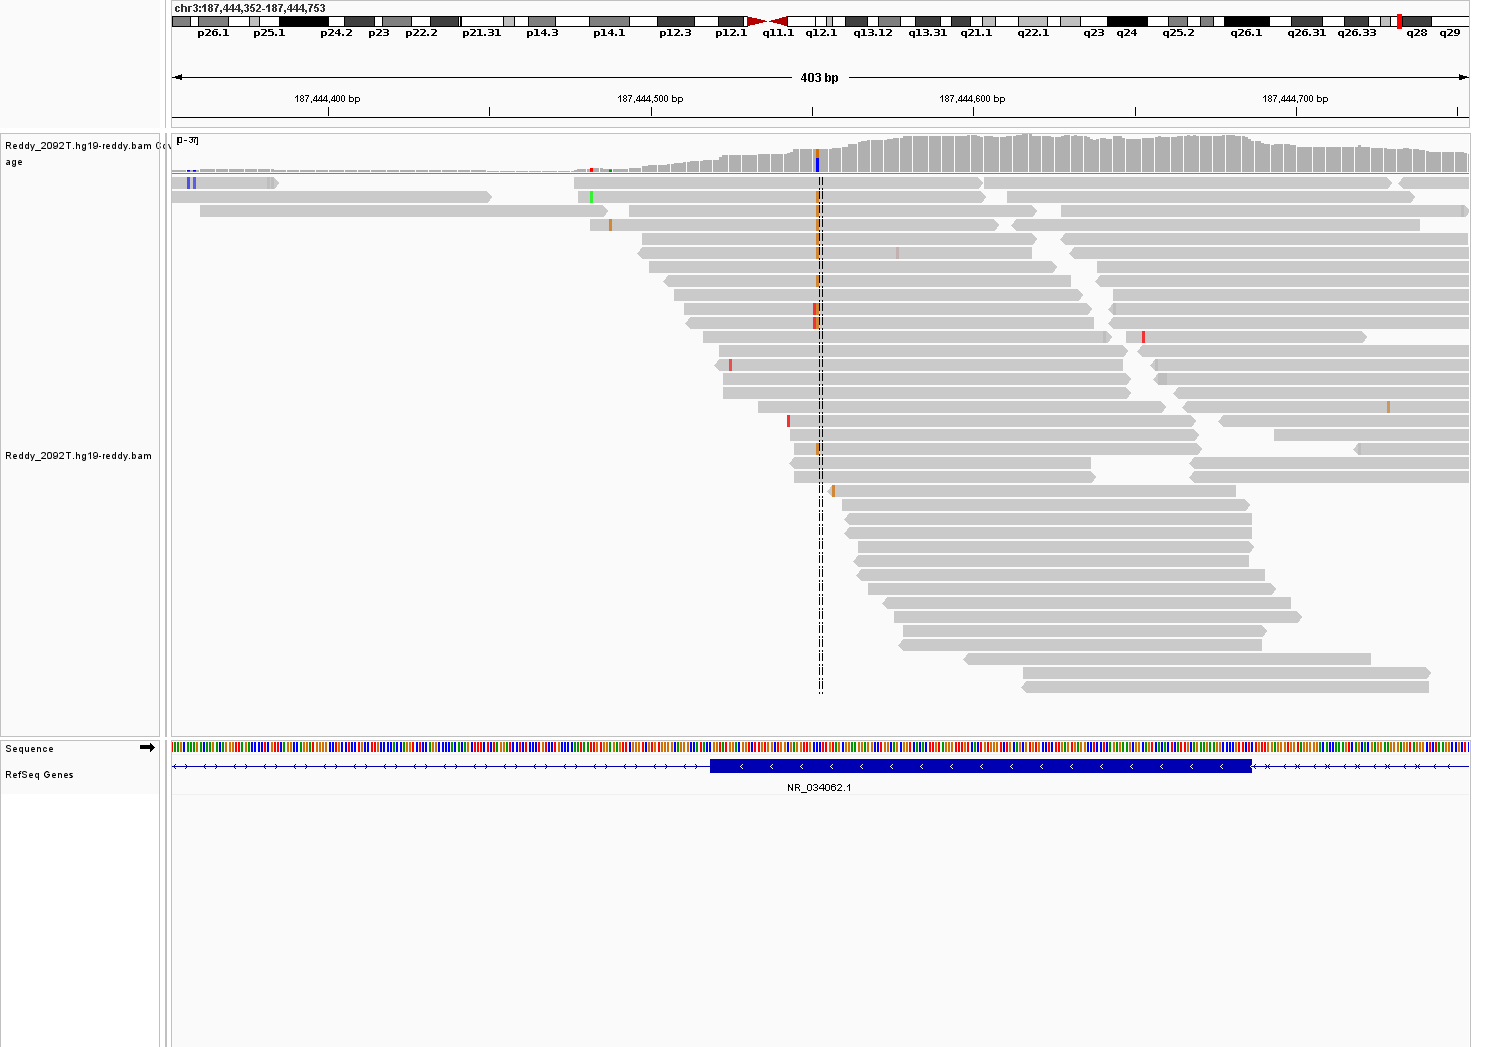 chr3:187,444,352-187,444,753
p26.1 p25.1 p24.2 p23 p22.2 p21.31 p14.3 p14.1 p12.3 p12.1 q11.1 q12.1 q13.12 q13.31 q21.1 q22.1 q23 q24 q25.2 q26.1 q26.31 q26.33 q28 q29
403 bp
187,444,400 bp 187,444,500 bp 187,444,600 bp 187,444,700 bp
[0 - 37]
Reddy_2092T.hg19-reddy.bam Cov
age
Reddy_2092T.hg19-reddy.bam
Sequence
RefSeq Genes
NR_034062.1